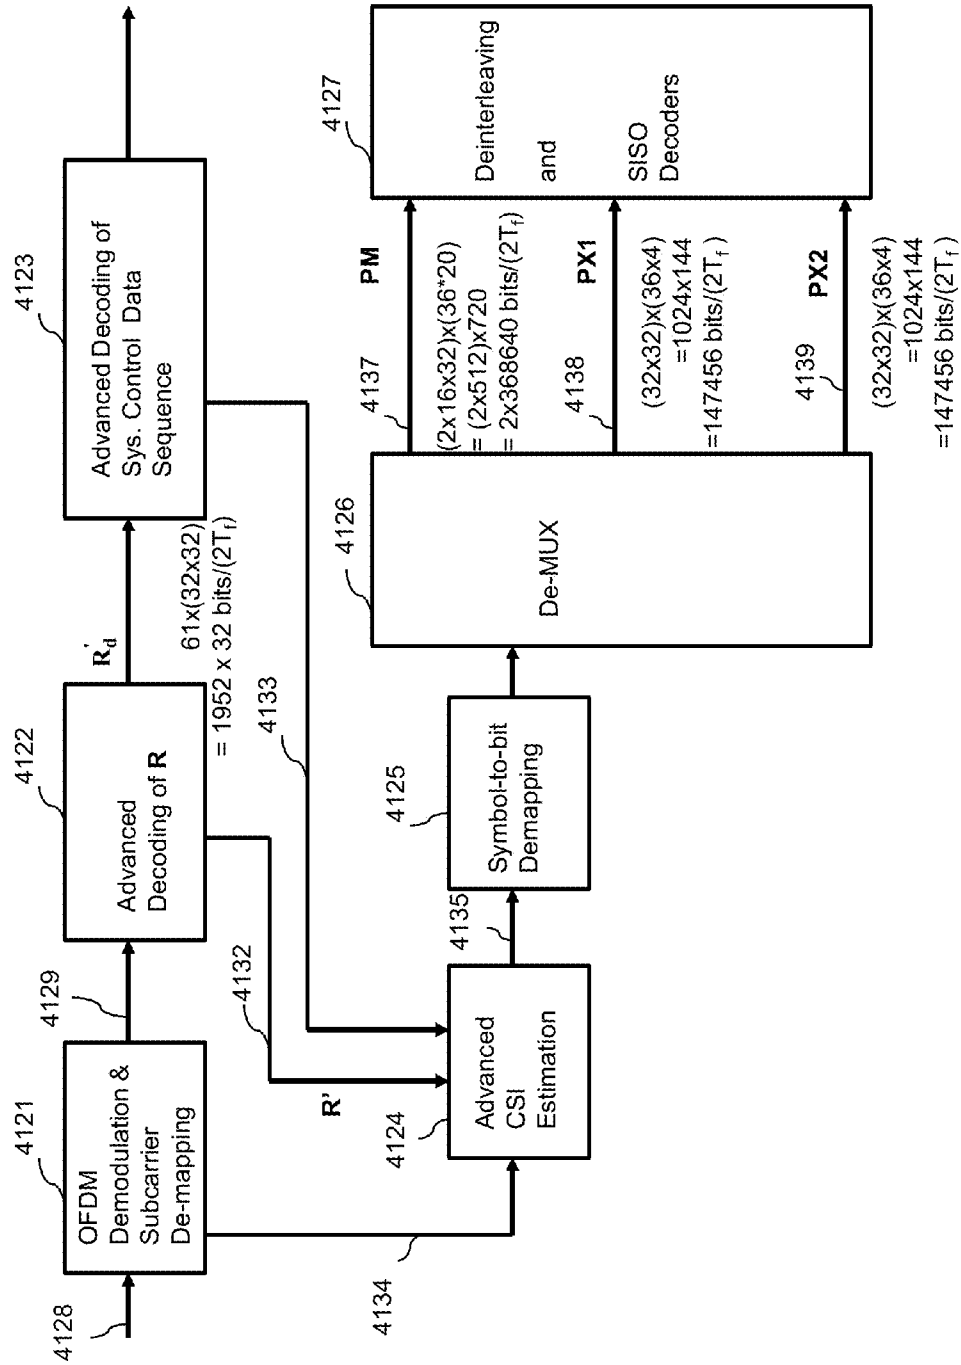 4128
4121
OFDM
Demodulation &
Subcarrier
De-mapping
4129
4122
Advanced
Decoding of R
R'd
61x(32x32)
= 1952 x 32 bits/(2Tf)
4123
Advanced Decoding of
Sys. Control Data
Sequence
4134
4132
R'
4133
4124
Advanced
CSI
Estimation
4135
4125
Symbol-to-bit
Demapping
4126
De-MUX
4137
PM
(2x16x32)x(36*20)
= (2x512)x720
= 2x368640 bits/(2Tf)
4138
PX1
(32x32)x(36x4)
=1024x144
=147456 bits/(2Tf)
4139
PX2
(32x32)x(36x4)
=1024x144
=147456 bits/(2Tf)
4127
Deinterleaving
and
SISO
Decoders